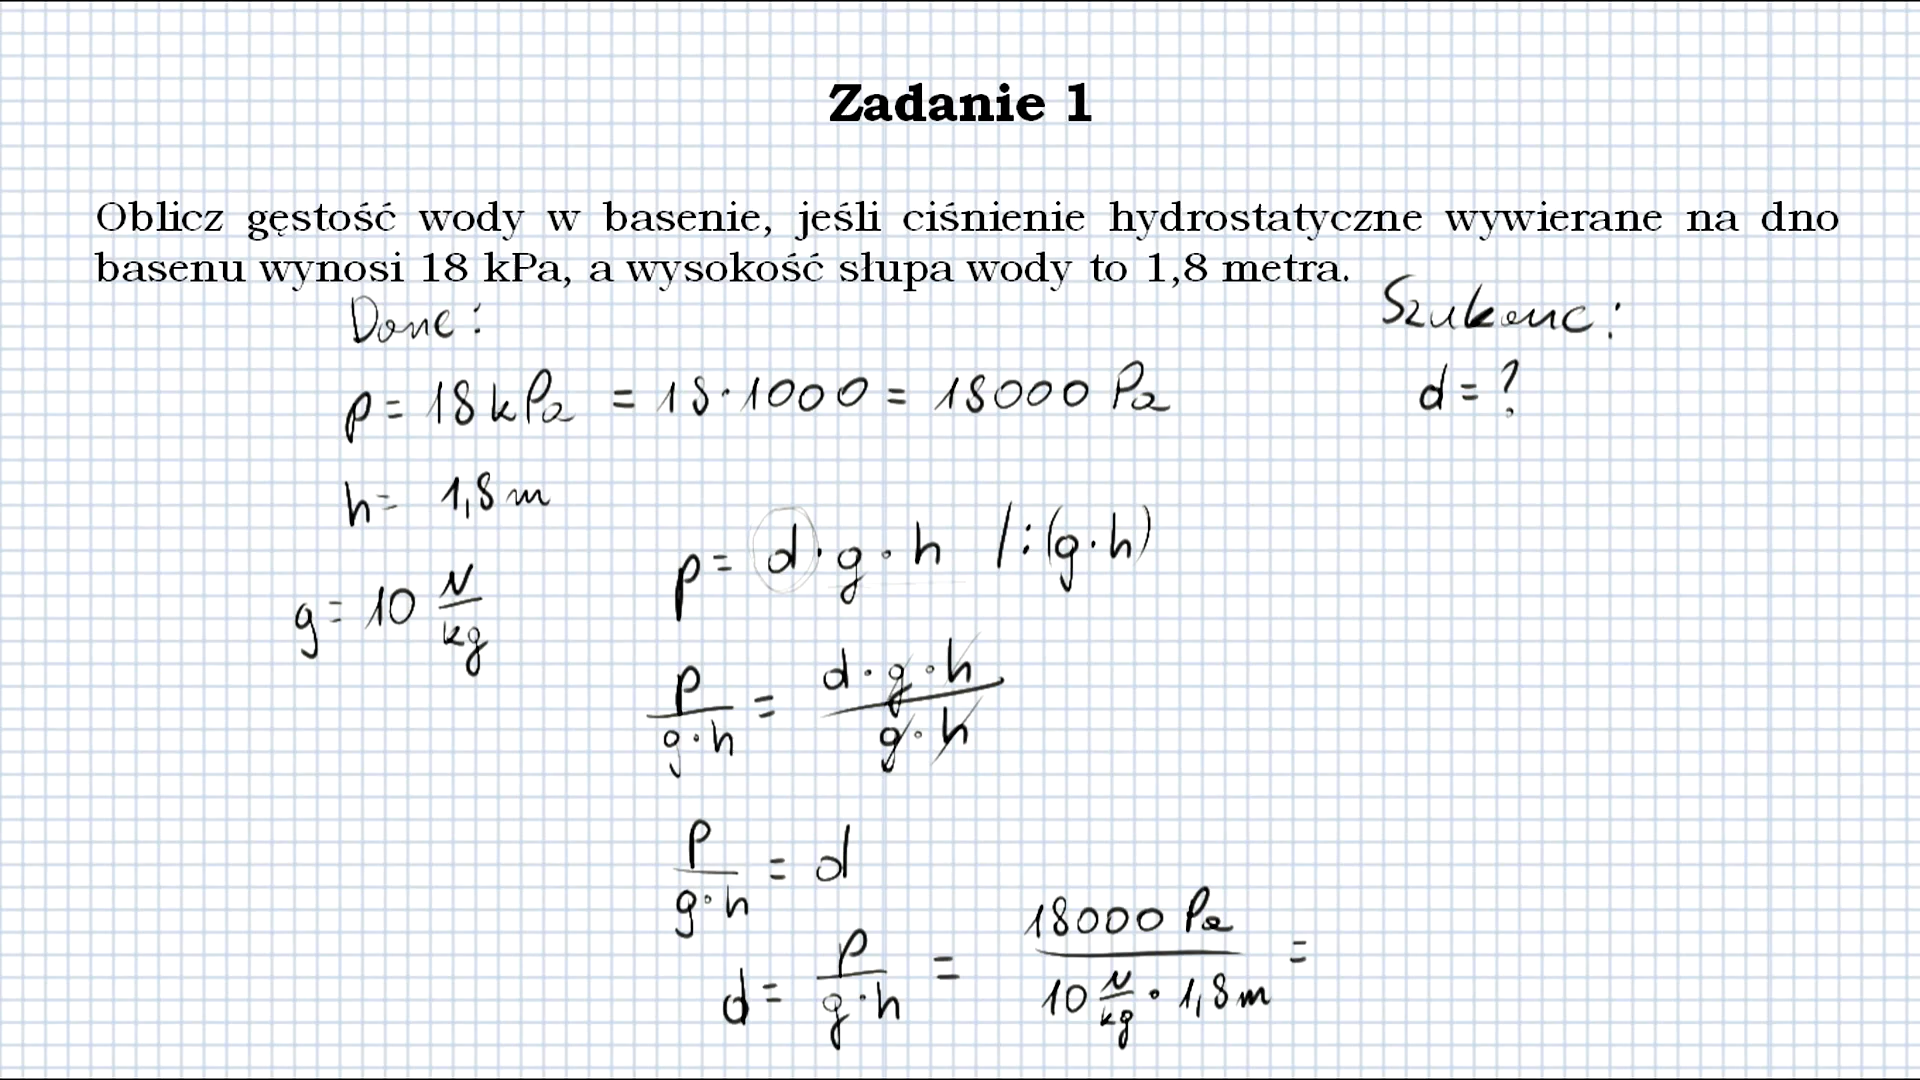 Zadanie 1
Oblicz gęstość wody w basenie, jeśli ciśnienie hydrostatyczne wywierane na dno
basenu wynosi 18 kPa, a wysokość słupa wody to 1,8 metra.
Dane: Szukane:
p = 18 kPa = 18·1000 = 18000 Pa d = ?
h = 1,8 m
p = d · g · h /:(g·h)
g = 10 N/kg
p/(g·h) = (d·g·h)/(g·h)
p/(g·h) = d
d = p/(g·h) = 18000 Pa/(10 N/kg · 1,8 m) =